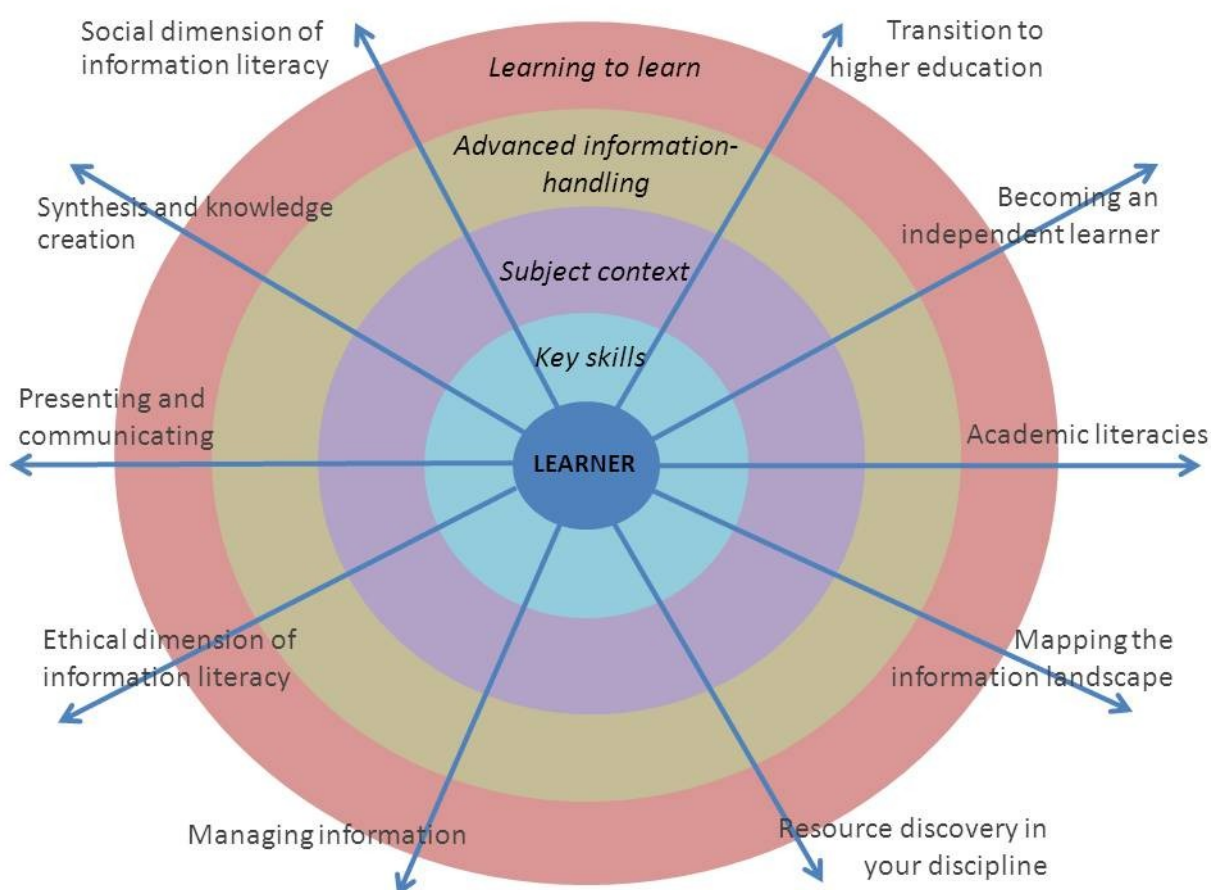 Social dimension of
information literacy
Transition to
higher education
Learning to learn
Advanced information-
handling
Synthesis and knowledge
creation
Becoming an
independent learner
Subject context
Key skills
Presenting and
communicating
LEARNER
Academic literacies
Ethical dimension of
information literacy
Mapping the
information landscape
Managing information
Resource discovery in
your discipline